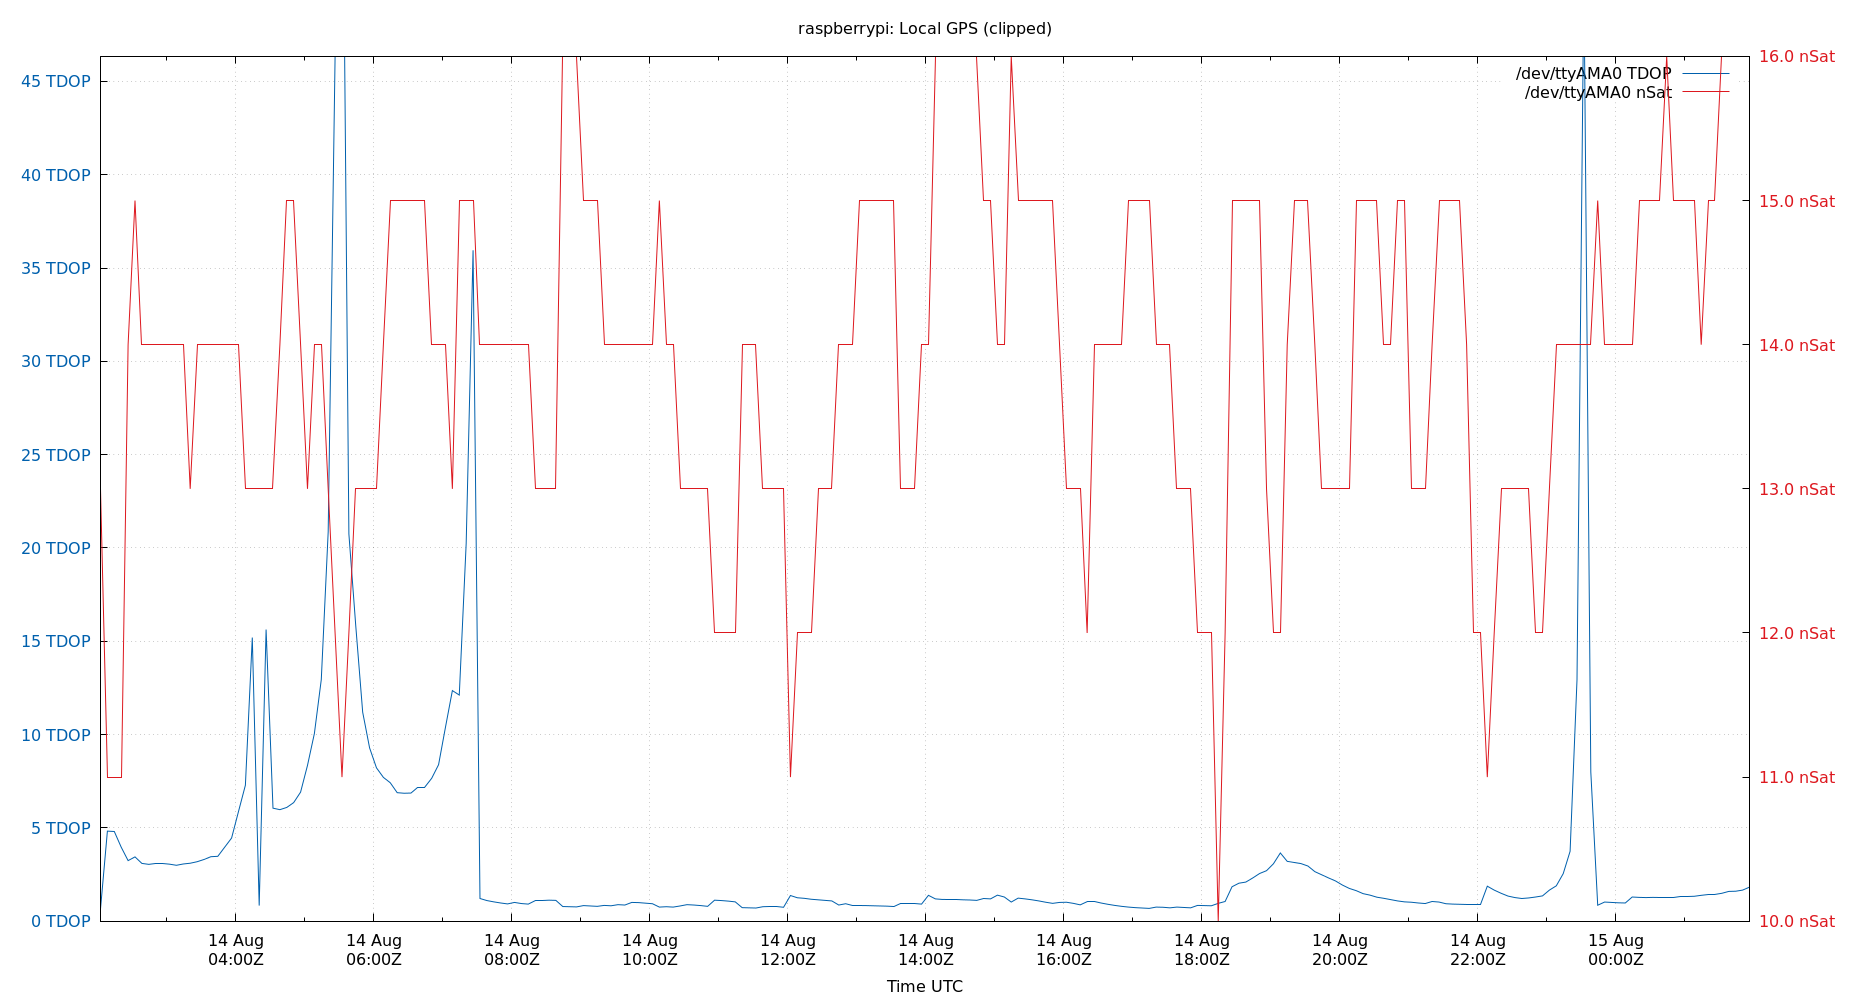 raspberrypi: Local GPS (clipped)
45 TDOP
40 TDOP
35 TDOP
30 TDOP
25 TDOP
20 TDOP
15 TDOP
10 TDOP
5 TDOP
0 TDOP
/dev/ttyAMA0 TDOP
/dev/ttyAMA0 nSat
16.0 nSat
15.0 nSat
14.0 nSat
13.0 nSat
12.0 nSat
11.0 nSat
10.0 nSat
14 Aug 14 Aug 14 Aug 14 Aug 14 Aug 14 Aug 14 Aug 14 Aug 14 Aug 14 Aug 15 Aug
04:00Z 06:00Z 08:00Z 10:00Z 12:00Z 14:00Z 16:00Z 18:00Z 20:00Z 22:00Z 00:00Z
Time UTC